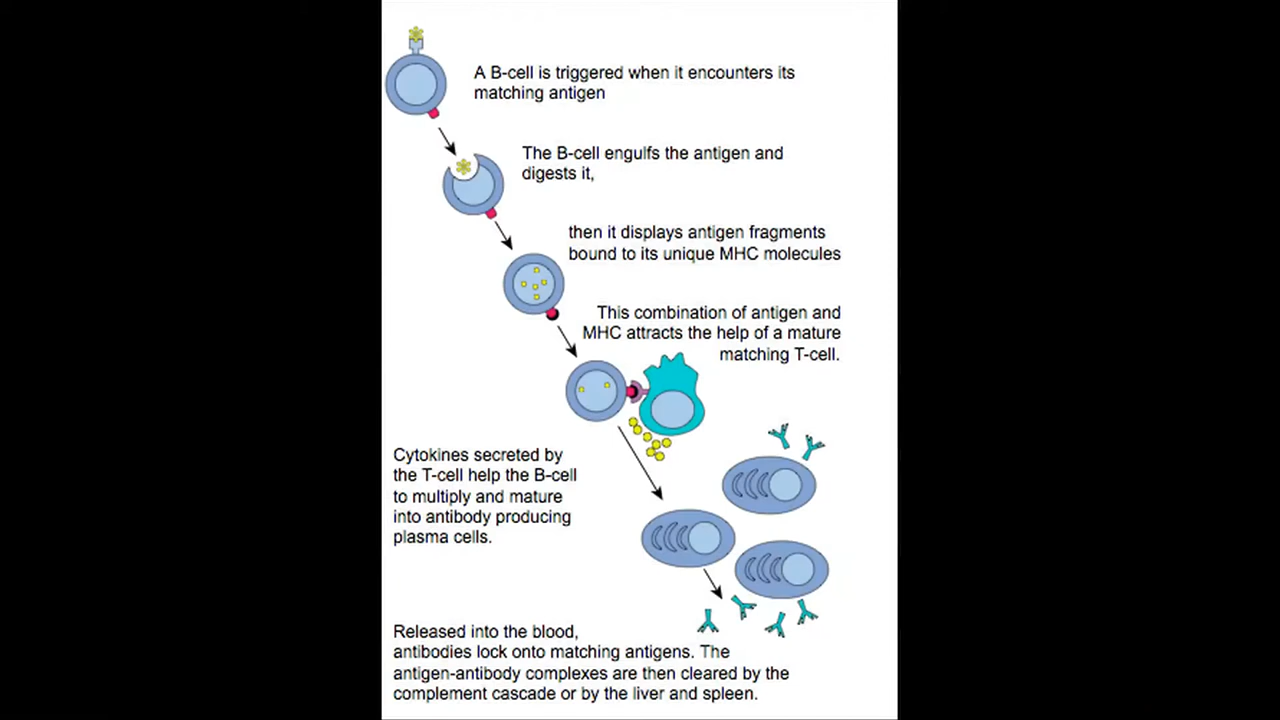 A B-cell is triggered when it encounters its
matching antigen
The B-cell engulfs the antigen and
digests it,
then it displays antigen fragments
bound to its unique MHC molecules
This combination of antigen and
MHC attracts the help of a mature
matching T-cell.
Cytokines secreted by
the T-cell help the B-cell
to multiply and mature
into antibody producing
plasma cells.
Released into the blood,
antibodies lock onto matching antigens. The
antigen-antibody complexes are then cleared by the
complement cascade or by the liver and spleen.